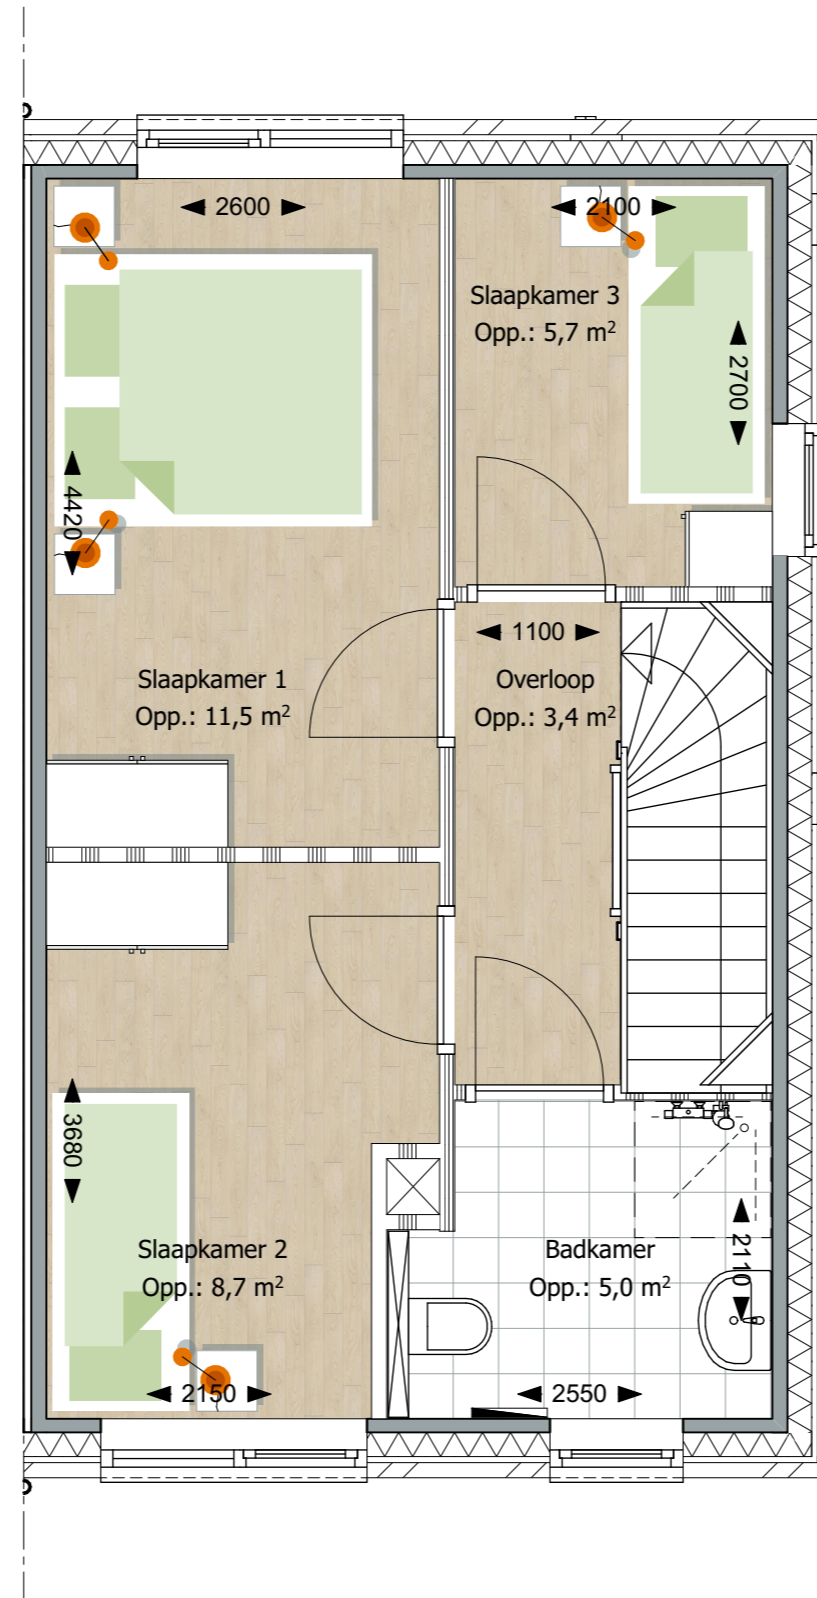 2600
2100
Slaapkamer 3
Opp.: 5,7 m²
2700
4420
1100
Slaapkamer 1
Opp.: 11,5 m²
Overloop
Opp.: 3,4 m²
3680
2110
Slaapkamer 2
Opp.: 8,7 m²
Badkamer
Opp.: 5,0 m²
2150
2550